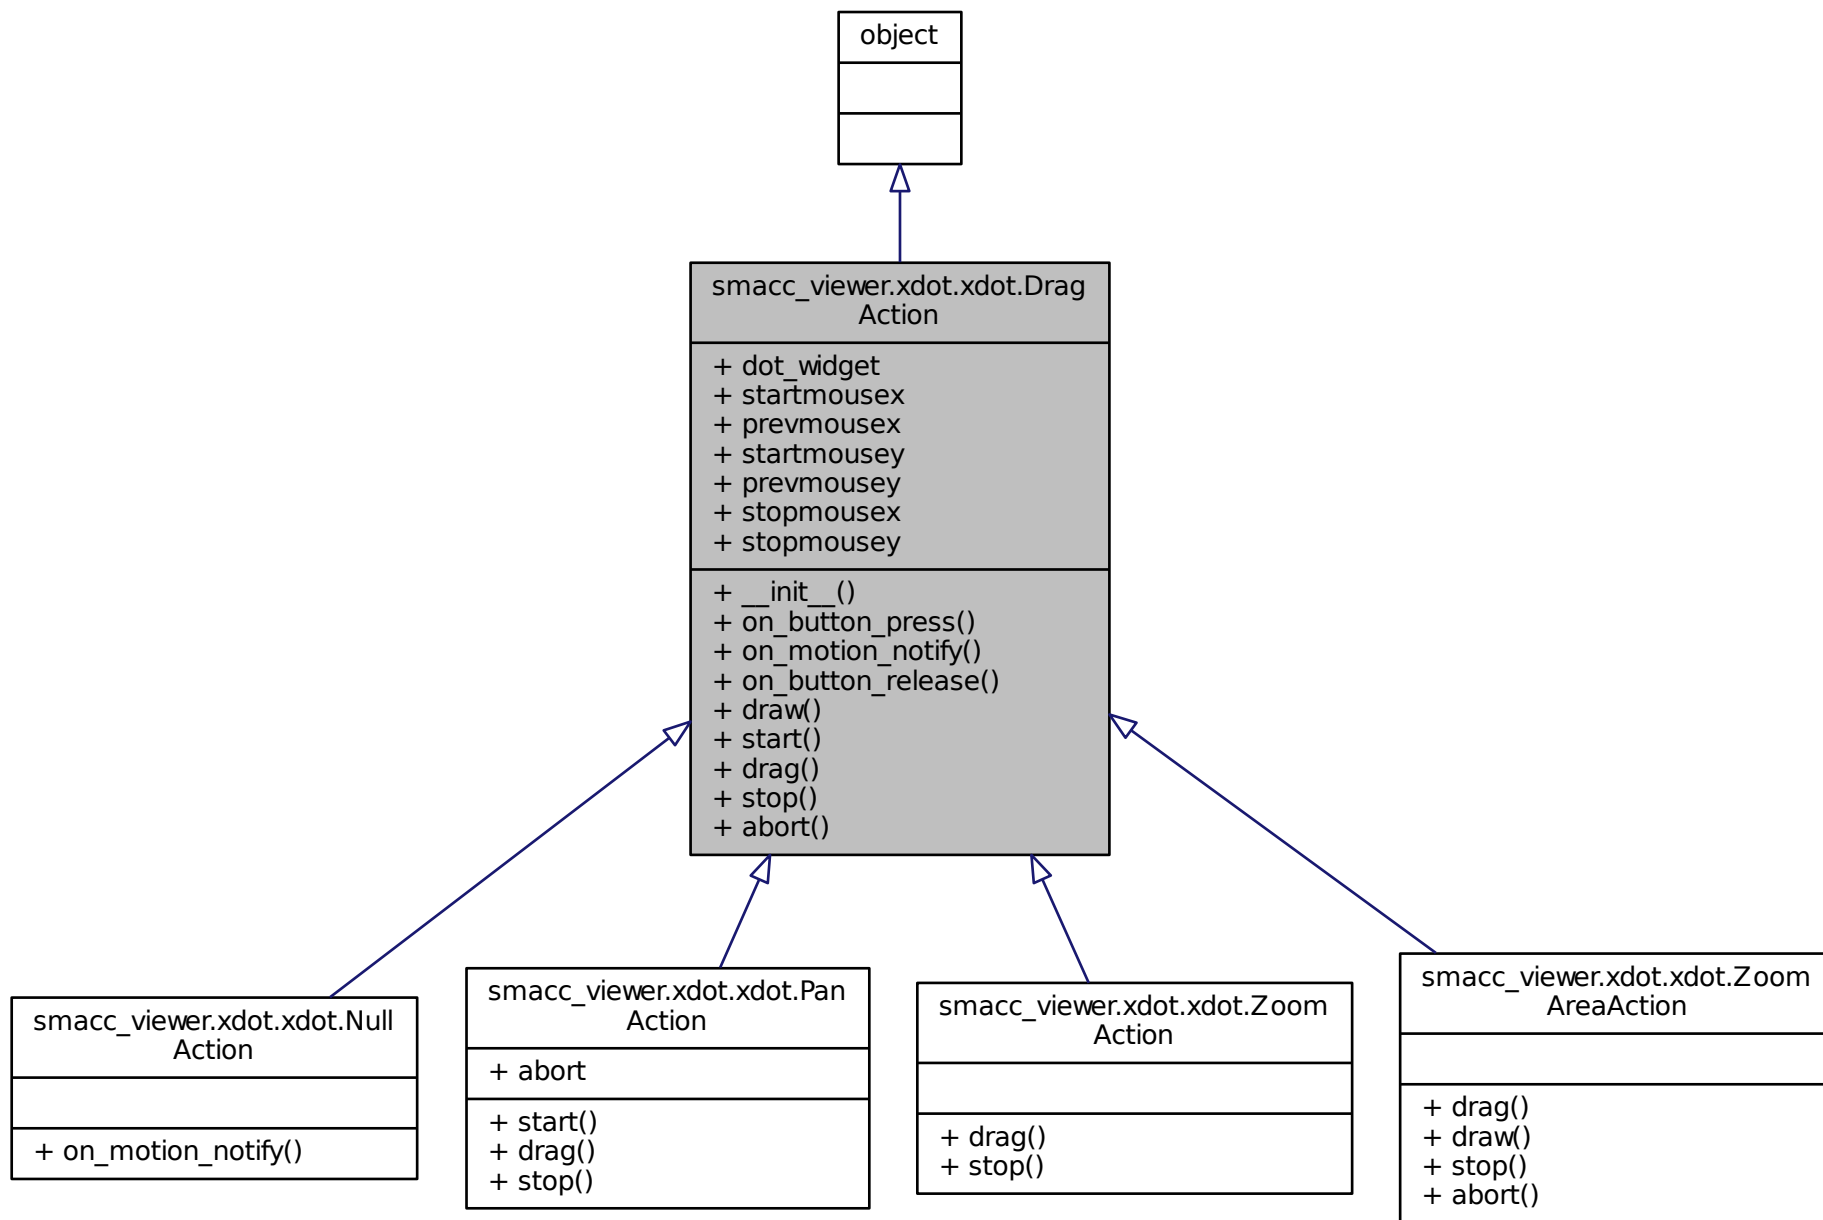 object
smacc_viewer.xdot.xdot.Drag
Action
+ dot_widget
+ startmousex
+ prevmousex
+ startmousey
+ prevmousey
+ stopmousex
+ stopmousey
+ __init__()
+ on_button_press()
+ on_motion_notify()
+ on_button_release()
+ draw()
+ start()
+ drag()
+ stop()
+ abort()
smacc_viewer.xdot.xdot.Null
Action
+ on_motion_notify()
smacc_viewer.xdot.xdot.Pan
Action
+ abort
+ start()
+ drag()
+ stop()
smacc_viewer.xdot.xdot.Zoom
Action
+ drag()
+ stop()
smacc_viewer.xdot.xdot.Zoom
AreaAction
+ drag()
+ draw()
+ stop()
+ abort()